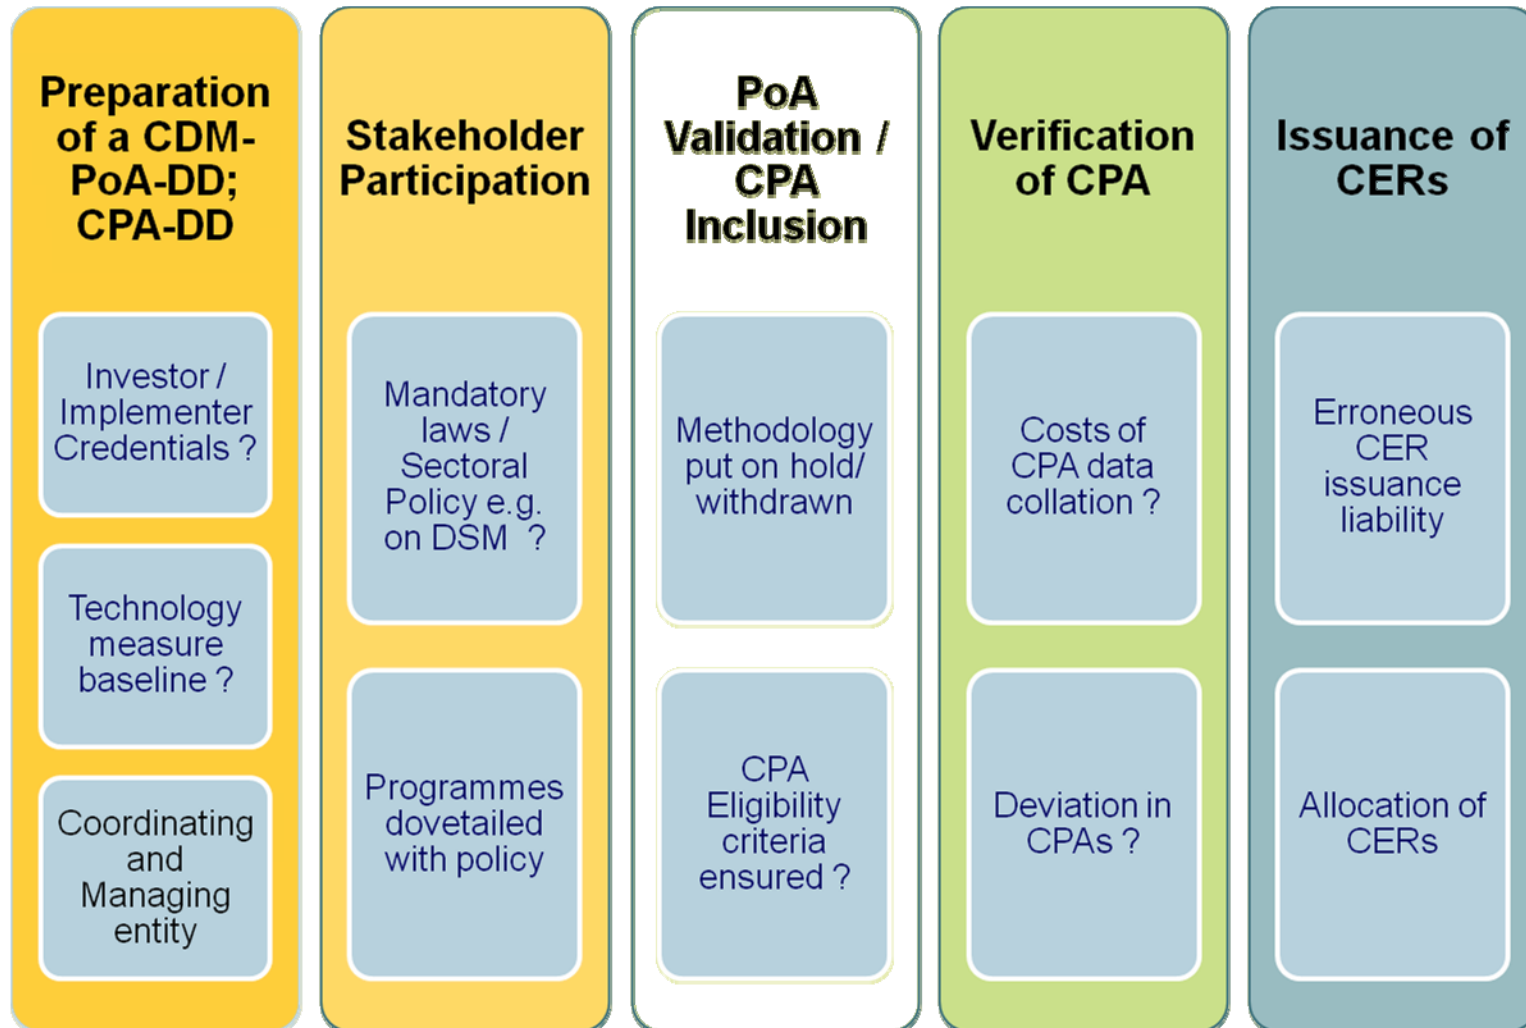 Preparation
of a CDM-
PoA-DD;
CPA-DD
Investor /
Implementer
Credentials ?
Technology
measure
baseline ?
Coordinating
and
Managing
entity
Stakeholder
Participation
Mandatory
laws /
Sectoral
Policy e.g.
on DSM ?
Programmes
dovetailed
with policy
PoA
Validation /
CPA
Inclusion
Methodology
put on hold/
withdrawn
CPA
Eligibility
criteria
ensured ?
Verification
of CPA
Costs of
CPA data
collation ?
Deviation in
CPAs ?
Issuance of
CERs
Erroneous
CER
issuance
liability
Allocation of
CERs